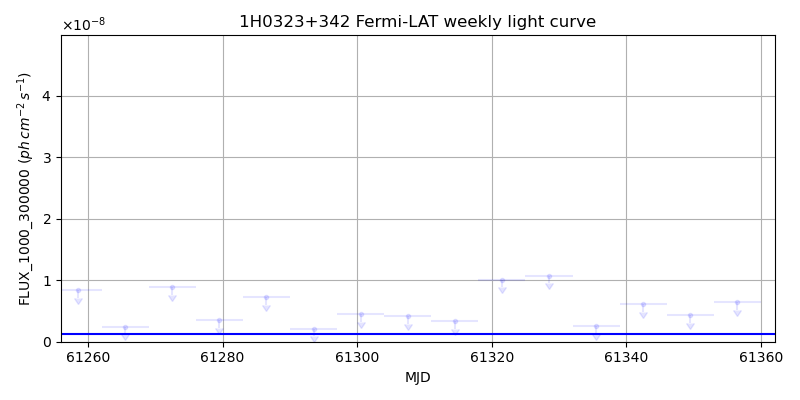 1H0323+342 Fermi-LAT weekly light curve
×10⁻⁸
FLUX_1000_300000 (ph cm⁻² s⁻¹)
4
3
2
1
0
61260 61280 61300 61320 61340 61360
MJD